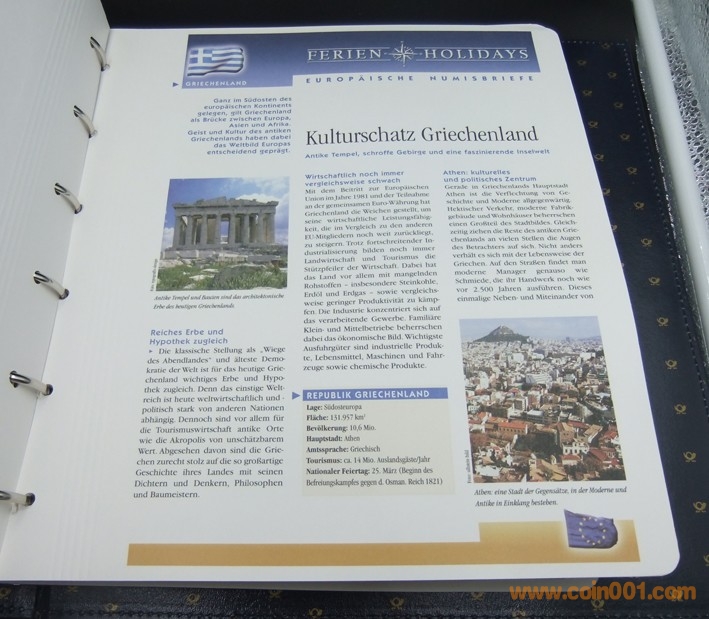 FERIEN HOLIDAYS
EUROPÄISCHE NUMISBRIEFE
GRIECHENLAND
Ganz im Südosten des
europäischen Kontinents
gelegen, gilt Griechenland
als Brücke zwischen Europa,
Asien und Afrika.
Geist und Kultur des antiken
Griechenlands haben dabei
das Weltbild Europas
entscheidend geprägt.
Kulturschatz Griechenland
Antike Tempel, schroffe Gebirge und eine faszinierende Inselwelt
Antike Tempel und Bauten sind das architektonische
Erbe des heutigen Griechenlands.
Reiches Erbe und
Hypothek zugleich
Die klassische Stellung als „Wiege
des Abendlandes“ und älteste Demo-
kratie der Welt ist für das heutige Grie-
chenland wichtiges Erbe und Hypo-
thek zugleich. Denn das einstige Welt-
reich ist heute weltwirtschaftlich und -
politisch stark von anderen Nationen
abhängig. Dennoch sind vor allem für
die Tourismuswirtschaft antike Orte
wie die Akropolis von unschätzbarem
Wert. Abgesehen davon sind die Grie-
chen zurecht stolz auf die so großartige
Geschichte ihres Landes mit seinen
Dichtern und Denkern, Philosophen
und Baumeistern.
Wirtschaftlich noch immer
vergleichsweise schwach
Mit dem Beitritt zur Europäischen
Union im Jahre 1981 und der Teilnahme
an der gemeinsamen Euro-Währung hat
Griechenland die Weichen gestellt, um
seine wirtschaftliche Leistungsfähig-
keit, die im Vergleich zu den anderen
EU-Mitgliedern noch weit zurückliegt,
zu steigern. Trotz fortschreitender In-
dustrialisierung bilden noch immer
Landwirtschaft und Tourismus die
Stützpfeiler der Wirtschaft. Dabei hat
das Land vor allem mit mangelnden
Rohstoffen – insbesondere Steinkohle,
Erdöl und Erdgas – sowie vergleichs-
weise geringer Produktivität zu kämp-
fen. Die Industrie konzentriert sich auf
das verarbeitende Gewerbe. Familiäre
Klein- und Mittelbetriebe beherrschen
dabei das ökonomische Bild. Wichtigste
Ausfuhrgüter sind industrielle Produk-
te, Lebensmittel, Maschinen und Fahr-
zeuge sowie chemische Produkte.
REPUBLIK GRIECHENLAND
Lage: Südosteuropa
Fläche: 131.957 km²
Bevölkerung: 10,6 Mio.
Hauptstadt: Athen
Amtssprache: Griechisch
Tourismus: ca. 14 Mio. Auslandsgäste/Jahr
Nationaler Feiertag: 25. März (Beginn des
Befreiungskampfes gegen d. Osman. Reich 1821)
Athen: kulturelles
und politisches Zentrum
Gerade in Griechenlands Hauptstadt
Athen ist die Verflechtung von Ge-
schichte und Moderne allgegenwärtig.
Hektischer Verkehr, moderne Fabrik-
gebäude und Wohnhäuser beherrschen
einen Großteil des Stadtbildes. Gleich-
zeitig ziehen die Reste des antiken Grie-
chenlands an vielen Stellen die Augen
des Betrachters auf sich. Nicht anders
verhält es sich mit der Lebensweise der
Griechen. Auf den Straßen findet man
moderne Manager genauso wie
Schmiede, die ihr Handwerk noch wie
vor 2.500 Jahren ausführen. Dieses
einmalige Neben- und Miteinander von
Athen: eine Stadt der Gegensätze, in der Moderne und
Antike in Einklang bestehen.
www.coin001.com